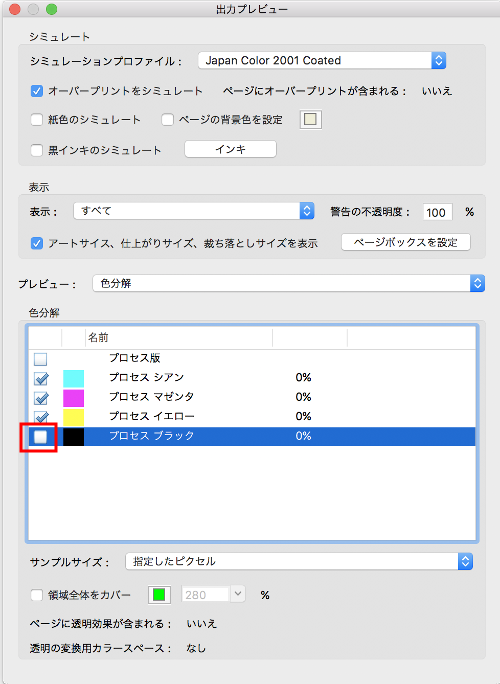 出力プレビュー
シミュレート
シミュレーションプロファイル： Japan Color 2001 Coated
オーバープリントをシミュレート ページにオーバープリントが含まれる： いいえ
紙色のシミュレート ページの背景色を設定
黒インキのシミュレート インキ
表示
表示： すべて 警告の不透明度： 100 %
アートサイズ、仕上がりサイズ、裁ち落としサイズを表示 ページボックスを設定
プレビュー： 色分解
色分解
名前
プロセス版
プロセス シアン 0%
プロセス マゼンタ 0%
プロセス イエロー 0%
プロセス ブラック 0%
サンプルサイズ： 指定したピクセル
領域全体をカバー 280 %
ページに透明効果が含まれる： いいえ
透明の変換用カラースペース： なし